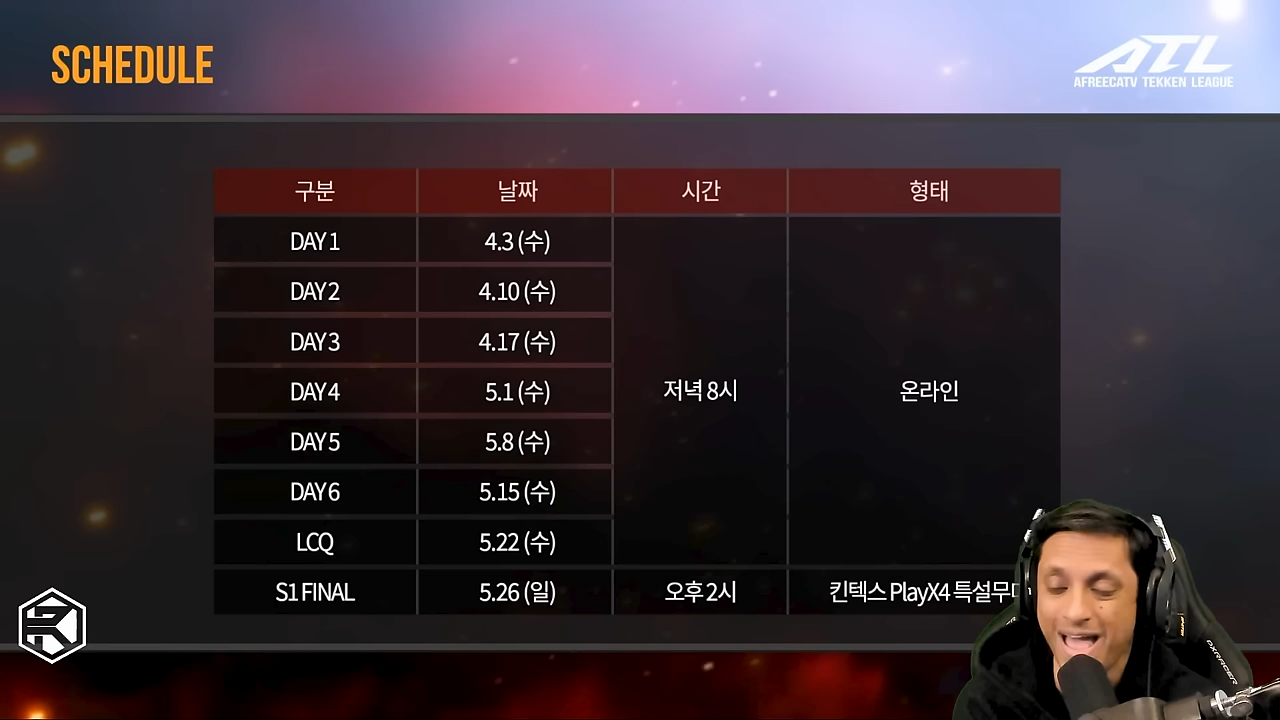 SCHEDULE
ATL
AFREECATV TEKKEN LEAGUE
구분 날짜 시간 형태
DAY 1 4.3 (수)
DAY 2 4.10 (수)
DAY 3 4.17 (수)
DAY 4 5.1 (수) 저녁 8시 온라인
DAY 5 5.8 (수)
DAY 6 5.15 (수)
LCQ 5.22 (수)
S1 FINAL 5.26 (일) 오후 2시 킨텍스 PlayX4
DXRACER